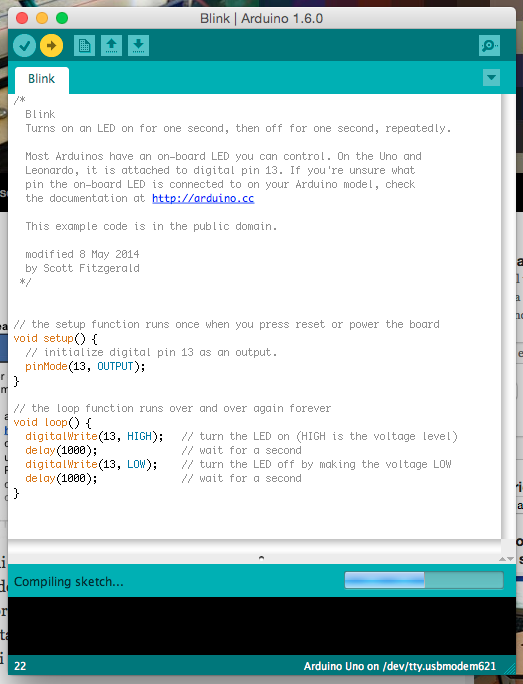 Blink | Arduino 1.6.0
Blink
/*
Blink
Turns on an LED on for one second, then off for one second, repeatedly.
Most Arduinos have an on-board LED you can control. On the Uno and
Leonardo, it is attached to digital pin 13. If you're unsure what
pin the on-board LED is connected to on your Arduino model, check
the documentation at http://arduino.cc
This example code is in the public domain.
modified 8 May 2014
by Scott Fitzgerald
*/
// the setup function runs once when you press reset or power the board
void setup() {
// initialize digital pin 13 as an output.
pinMode(13, OUTPUT);
}
// the loop function runs over and over again forever
void loop() {
digitalWrite(13, HIGH);   // turn the LED on (HIGH is the voltage level)
delay(1000);              // wait for a second
digitalWrite(13, LOW);    // turn the LED off by making the voltage LOW
delay(1000);              // wait for a second
}
Compiling sketch...
22
Arduino Uno on /dev/tty.usbmodem621